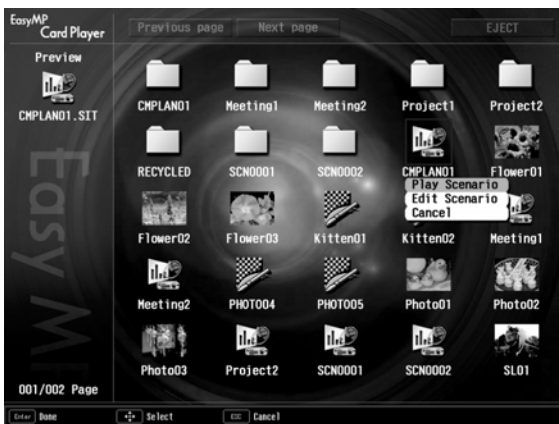 EasyMP
Card Player
Previous page
Next page
EJECT
Preview
CMPLAN01.SIT
Easy M
CMPLAN01
Meeting1
Meeting2
Project1
Project2
RECYCLED
SCN0001
SCN0002
CMPLAN01
Flower01
Play Scenario
Edit Scenario
Cancel
Flower02
Flower03
Kitten01
Kitten02
Meeting1
Meeting2
PHOTO04
PHOTO05
Photo01
Photo02
Photo03
Project2
SCN0001
SCN0002
SL01
001/002 Page
Enter Done
Select
ESC Cancel